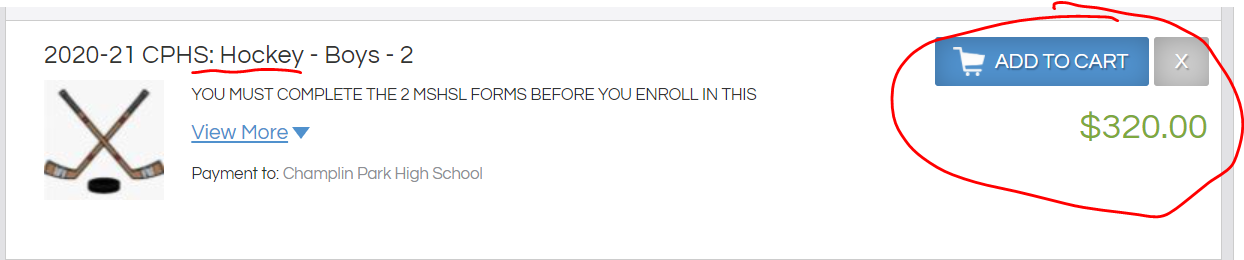 2020-21 CPHS: Hockey - Boys - 2
ADD TO CART X
YOU MUST COMPLETE THE 2 MSHSL FORMS BEFORE YOU ENROLL IN THIS
$320.00
View More
Payment to: Champlin Park High School